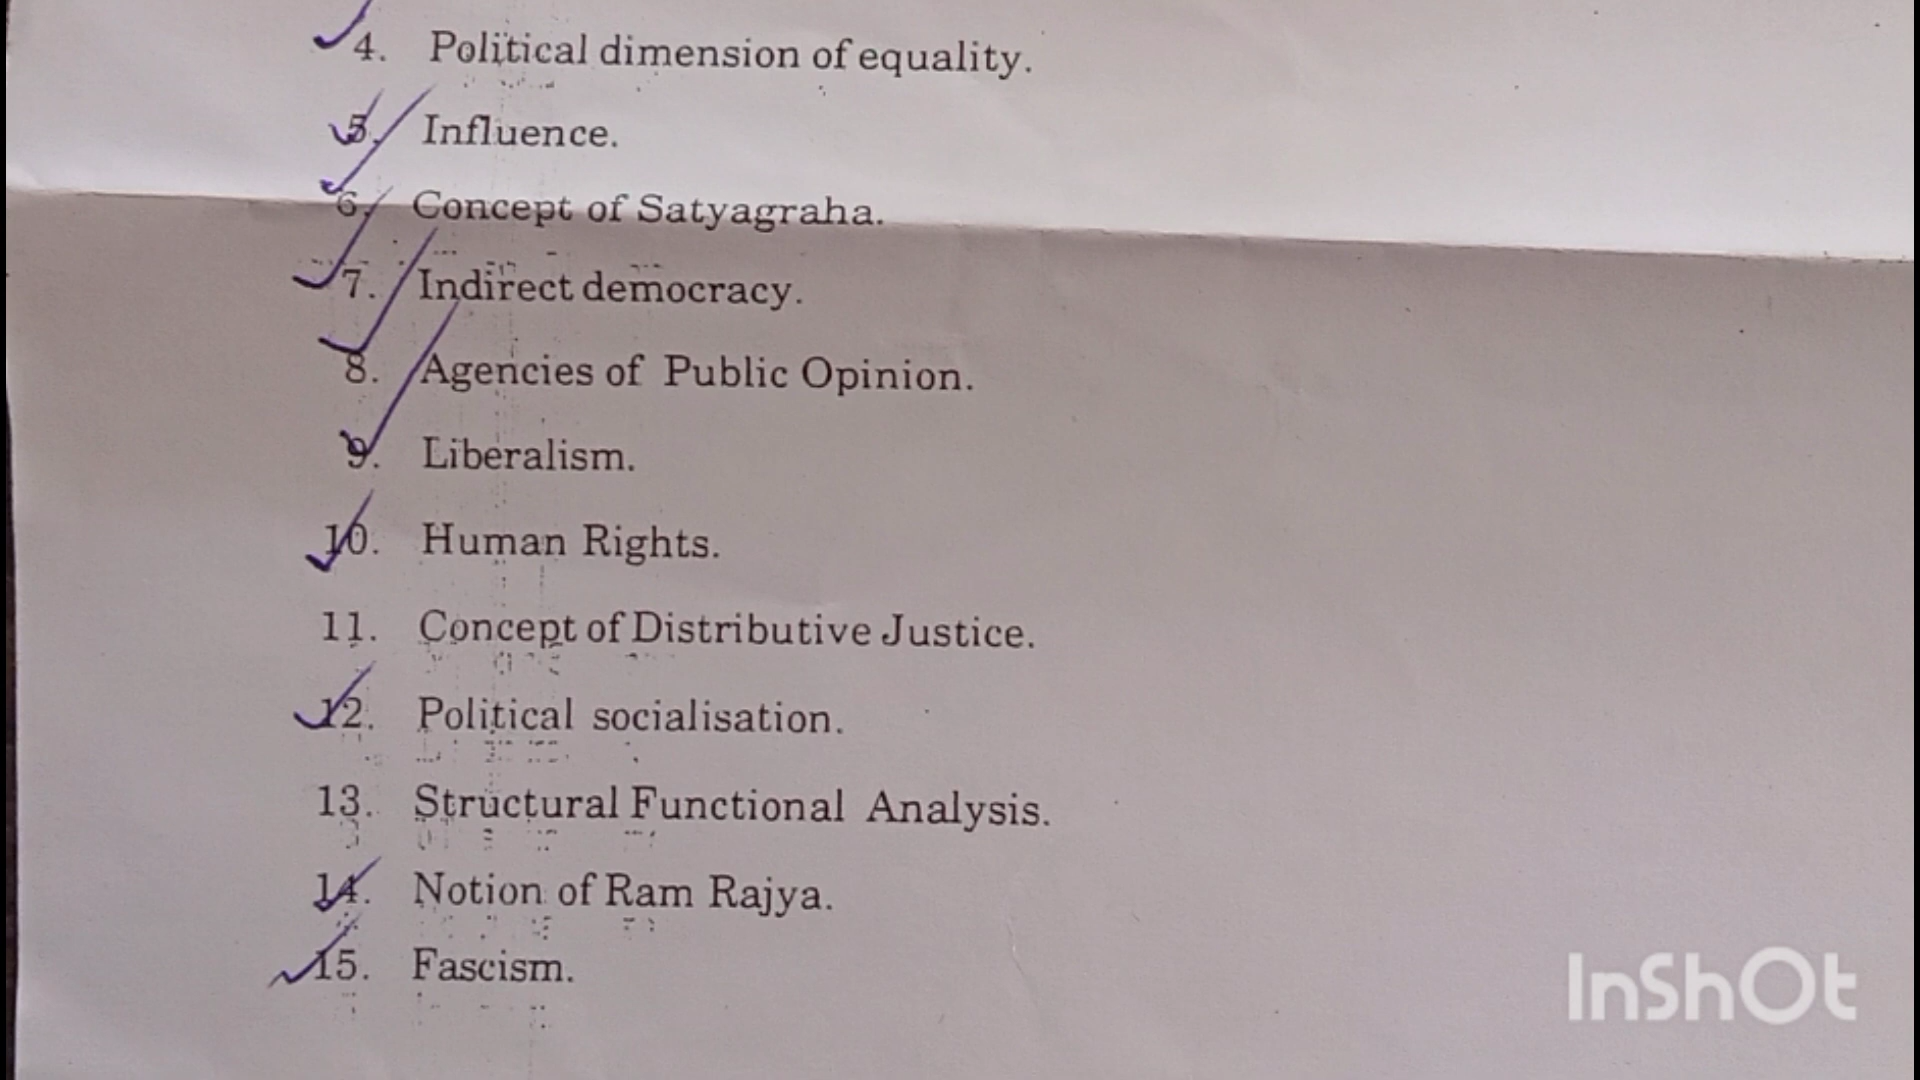 4. Political dimension of equality.
5. Influence.
6. Concept of Satyagraha.
7. Indirect democracy.
8. Agencies of Public Opinion.
9. Liberalism.
10. Human Rights.
11. Concept of Distributive Justice.
12. Political socialisation.
13. Structural Functional Analysis.
14. Notion of Ram Rajya.
15. Fascism.
InShOt